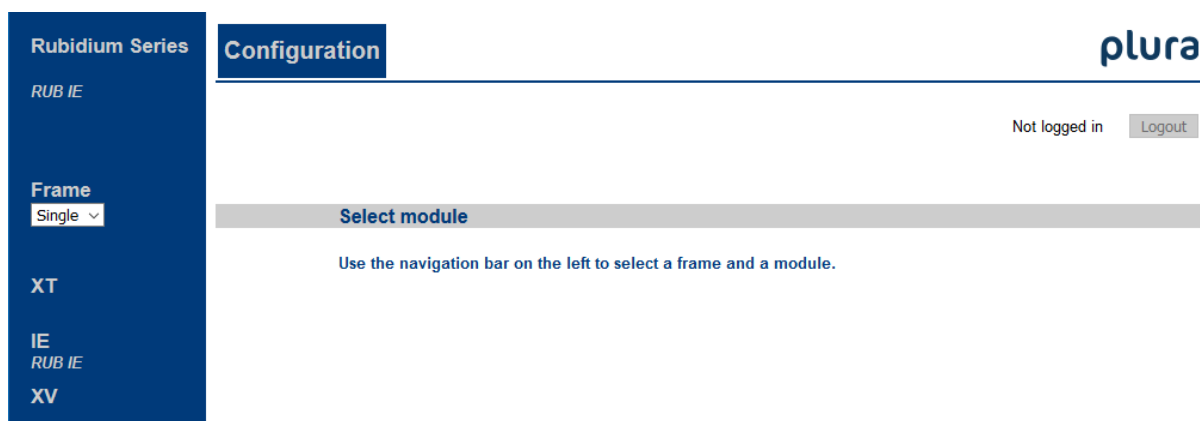 Rubidium Series
RUB IE
Frame
Single
XT
IE
RUB IE
XV
Configuration
plura
Not logged in
Logout
Select module
Use the navigation bar on the left to select a frame and a module.